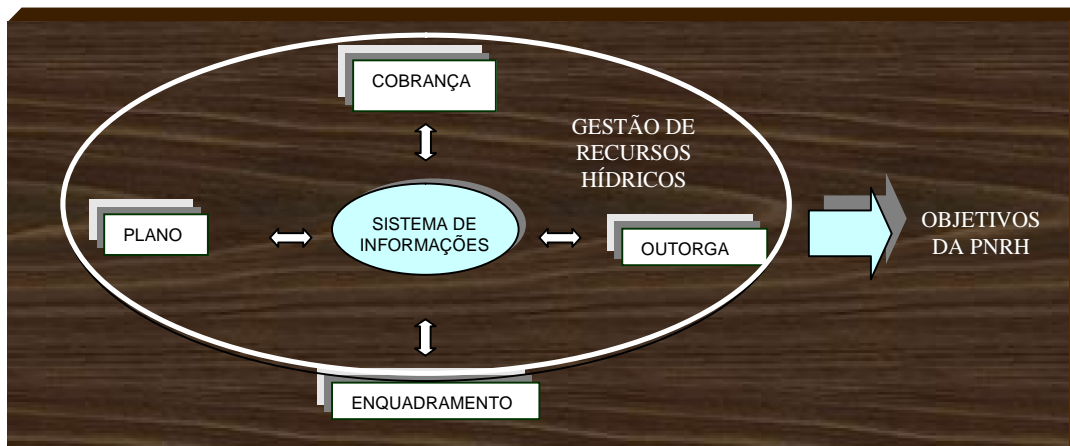 COBRANÇA
GESTÃO DE
RECURSOS
HÍDRICOS
PLANO
SISTEMA DE
INFORMAÇÕES
OUTORGA
OBJETIVOS
DA PNRH
ENQUADRAMENTO